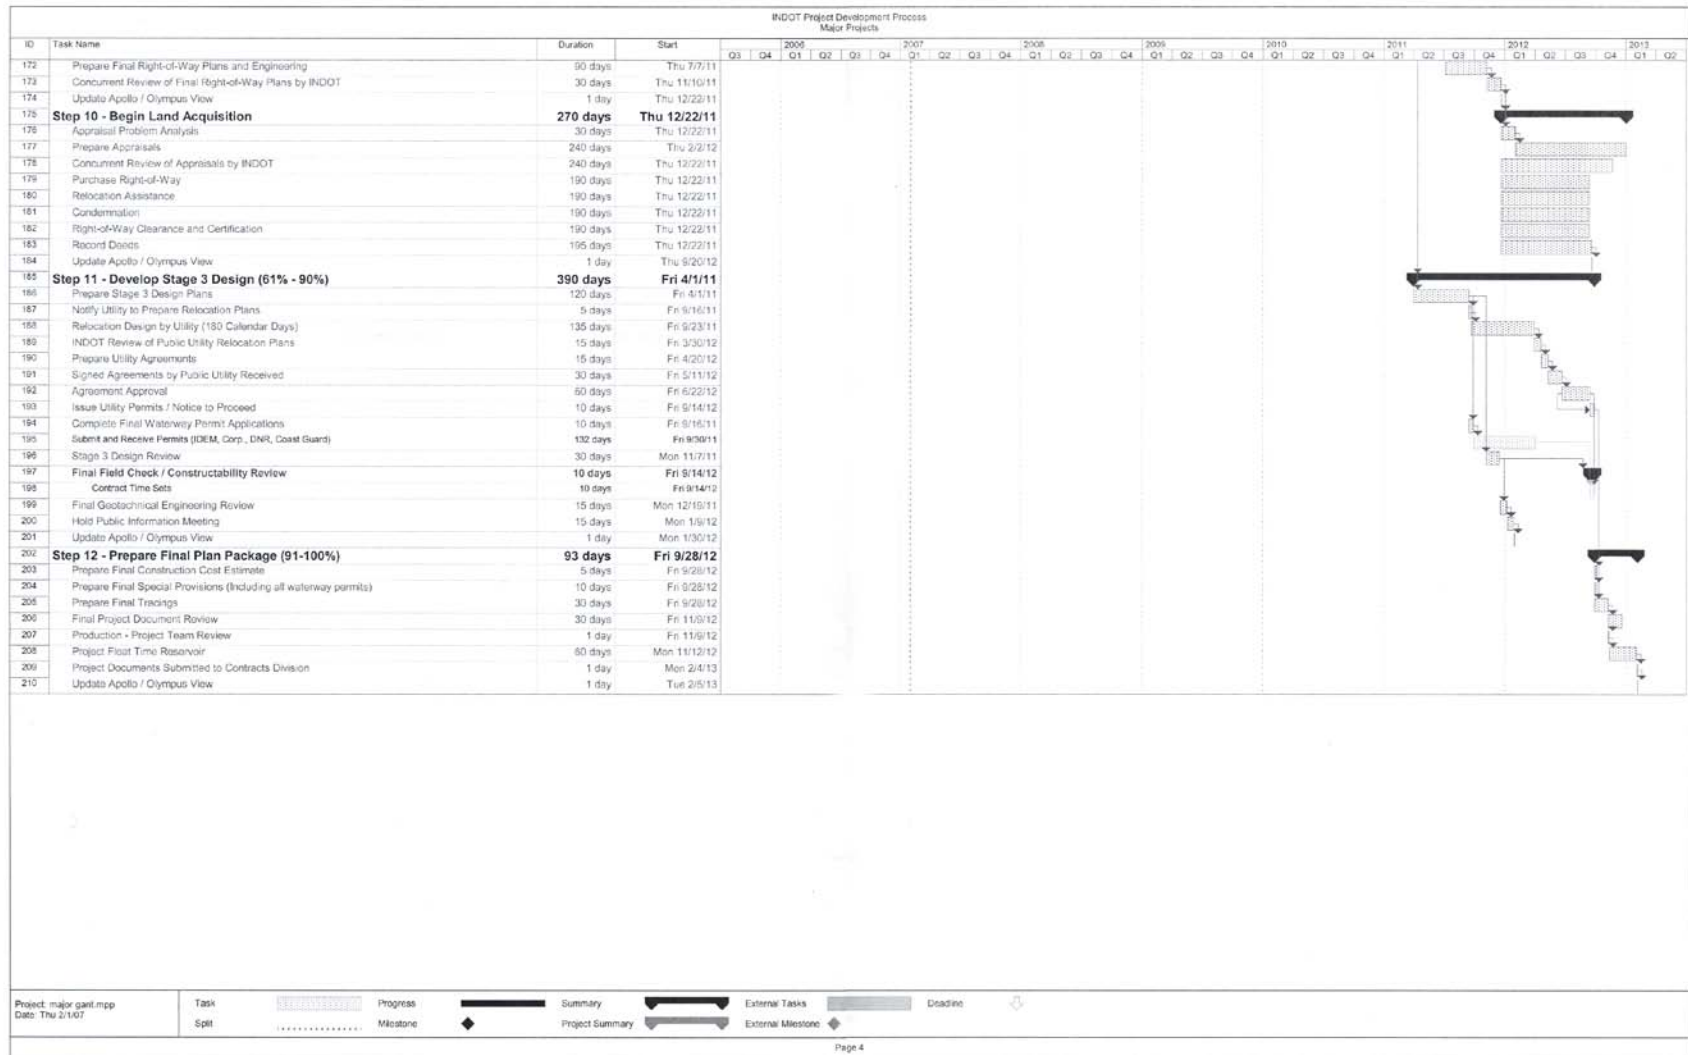 INDOT Project Development Process
Major Projects
ID Task Name Duration Start 2006 2007 2008 2009 2010 2011 2012 2013
Q3 Q4 Q1 Q2 Q3 Q4 Q1 Q2 Q3 Q4 Q1 Q2 Q3 Q4 Q1 Q2 Q3 Q4 Q1 Q2 Q3 Q4 Q1 Q2 Q3 Q4 Q1 Q2 Q3 Q4 Q1 Q2
172 Prepare Final Right-of-Way Plans and Engineering 90 days Thu 7/7/11
173 Concurrent Review of Final Right-of-Way Plans by INDOT 30 days Thu 11/10/11
174 Update Apollo / Olympus View 1 day Thu 12/22/11
175 Step 10 - Begin Land Acquisition 270 days Thu 12/22/11
176 Appraisal Problem Analysis 30 days Thu 12/22/11
177 Prepare Appraisals 240 days Thu 2/2/12
178 Concurrent Review of Appraisals by INDOT 240 days Thu 12/22/11
179 Purchase Right-of-Way 190 days Thu 12/22/11
180 Relocation Assistance 190 days Thu 12/22/11
181 Condemnation 190 days Thu 12/22/11
182 Right-of-Way Clearance and Certification 190 days Thu 12/22/11
183 Record Deeds 195 days Thu 12/22/11
184 Update Apollo / Olympus View 1 day Thu 9/20/12
185 Step 11 - Develop Stage 3 Design (61% - 90%) 390 days Fri 4/1/11
186 Prepare Stage 3 Design Plans 120 days Fri 4/1/11
187 Notify Utility to Prepare Relocation Plans 5 days Fri 9/16/11
188 Relocation Design by Utility (180 Calendar Days) 135 days Fri 9/23/11
189 INDOT Review of Public Utility Relocation Plans 15 days Fri 3/30/12
190 Prepare Utility Agreements 15 days Fri 4/20/12
191 Signed Agreements by Public Utility Received 30 days Fri 5/11/12
192 Agreement Approval 60 days Fri 6/22/12
193 Issue Utility Permits / Notice to Proceed 10 days Fri 9/14/12
194 Complete Final Waterway Permit Applications 10 days Fri 9/16/11
195 Submit and Receive Permits (IDEM, Corp., DNR, Coast Guard) 132 days Fri 9/30/11
196 Stage 3 Design Review 30 days Mon 11/7/11
197 Final Field Check / Constructability Review 10 days Fri 9/14/12
198 Contract Time Sets 10 days Fri 9/14/12
199 Final Geotechnical Engineering Review 15 days Mon 12/19/11
200 Hold Public Information Meeting 15 days Mon 1/9/12
201 Update Apollo / Olympus View 1 day Mon 1/30/12
202 Step 12 - Prepare Final Plan Package (91-100%) 93 days Fri 9/28/12
203 Prepare Final Construction Cost Estimate 5 days Fri 9/28/12
204 Prepare Final Special Provisions (Including all waterway permits) 10 days Fri 9/28/12
205 Prepare Final Tracings 30 days Fri 9/28/12
206 Final Project Document Review 30 days Fri 11/9/12
207 Production - Project Team Review 1 day Fri 11/9/12
208 Project Float Time Reservoir 60 days Mon 11/12/12
209 Project Documents Submitted to Contracts Division 1 day Mon 2/4/13
210 Update Apollo / Olympus View 1 day Tue 2/5/13
Project: major gant.mpp
Date: Thu 2/1/07
Task Progress Summary External Tasks Deadline
Split Milestone Project Summary External Milestone
Page 4